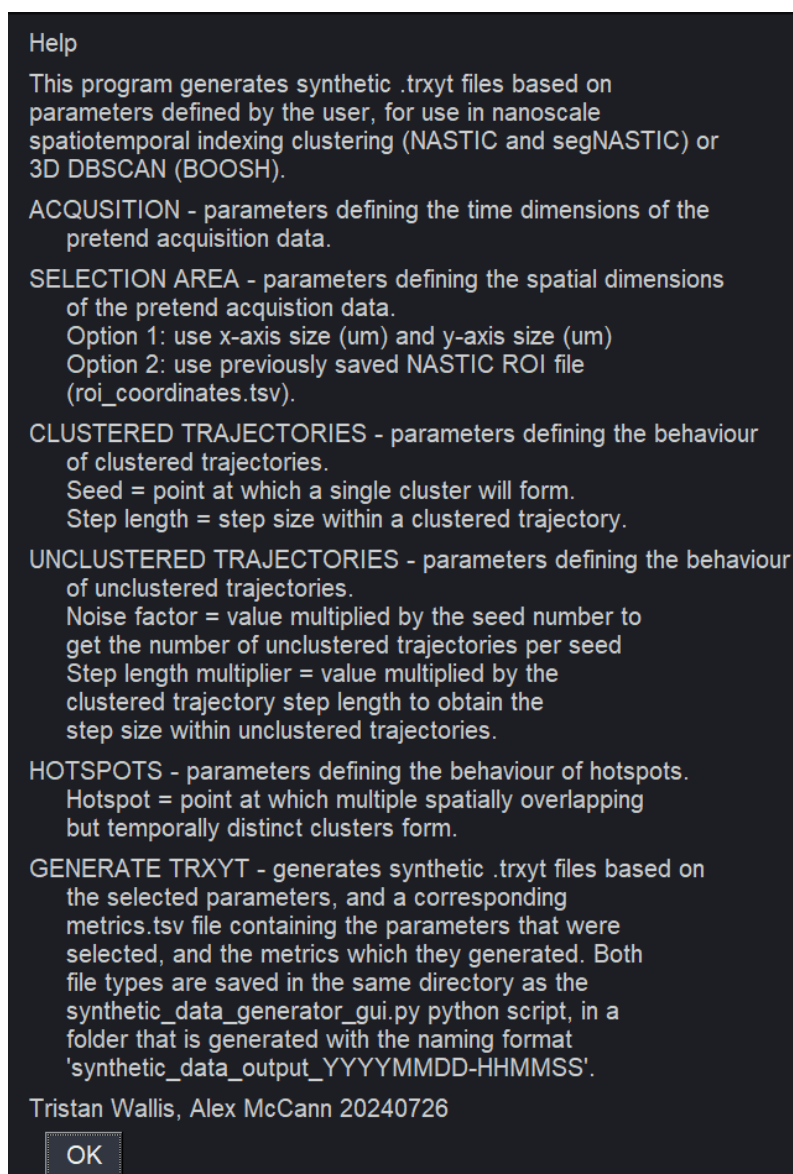 Help
This program generates synthetic .trxyt files based on
parameters defined by the user, for use in nanoscale
spatiotemporal indexing clustering (NASTIC and segNASTIC) or
3D DBSCAN (BOOSH).
ACQUSITION - parameters defining the time dimensions of the
pretend acquisition data.
SELECTION AREA - parameters defining the spatial dimensions
of the pretend acquistion data.
Option 1: use x-axis size (um) and y-axis size (um)
Option 2: use previously saved NASTIC ROI file
(roi_coordinates.tsv).
CLUSTERED TRAJECTORIES - parameters defining the behaviour
of clustered trajectories.
Seed = point at which a single cluster will form.
Step length = step size within a clustered trajectory.
UNCLUSTERED TRAJECTORIES - parameters defining the behaviour
of unclustered trajectories.
Noise factor = value multiplied by the seed number to
get the number of unclustered trajectories per seed
Step length multiplier = value multiplied by the
clustered trajectory step length to obtain the
step size within unclustered trajectories.
HOTSPOTS - parameters defining the behaviour of hotspots.
Hotspot = point at which multiple spatially overlapping
but temporally distinct clusters form.
GENERATE TRXYT - generates synthetic .trxyt files based on
the selected parameters, and a corresponding
metrics.tsv file containing the parameters that were
selected, and the metrics which they generated. Both
file types are saved in the same directory as the
synthetic_data_generator_gui.py python script, in a
folder that is generated with the naming format
'synthetic_data_output_YYYYMMDD-HHMMSS'.
Tristan Wallis, Alex McCann 20240726
OK